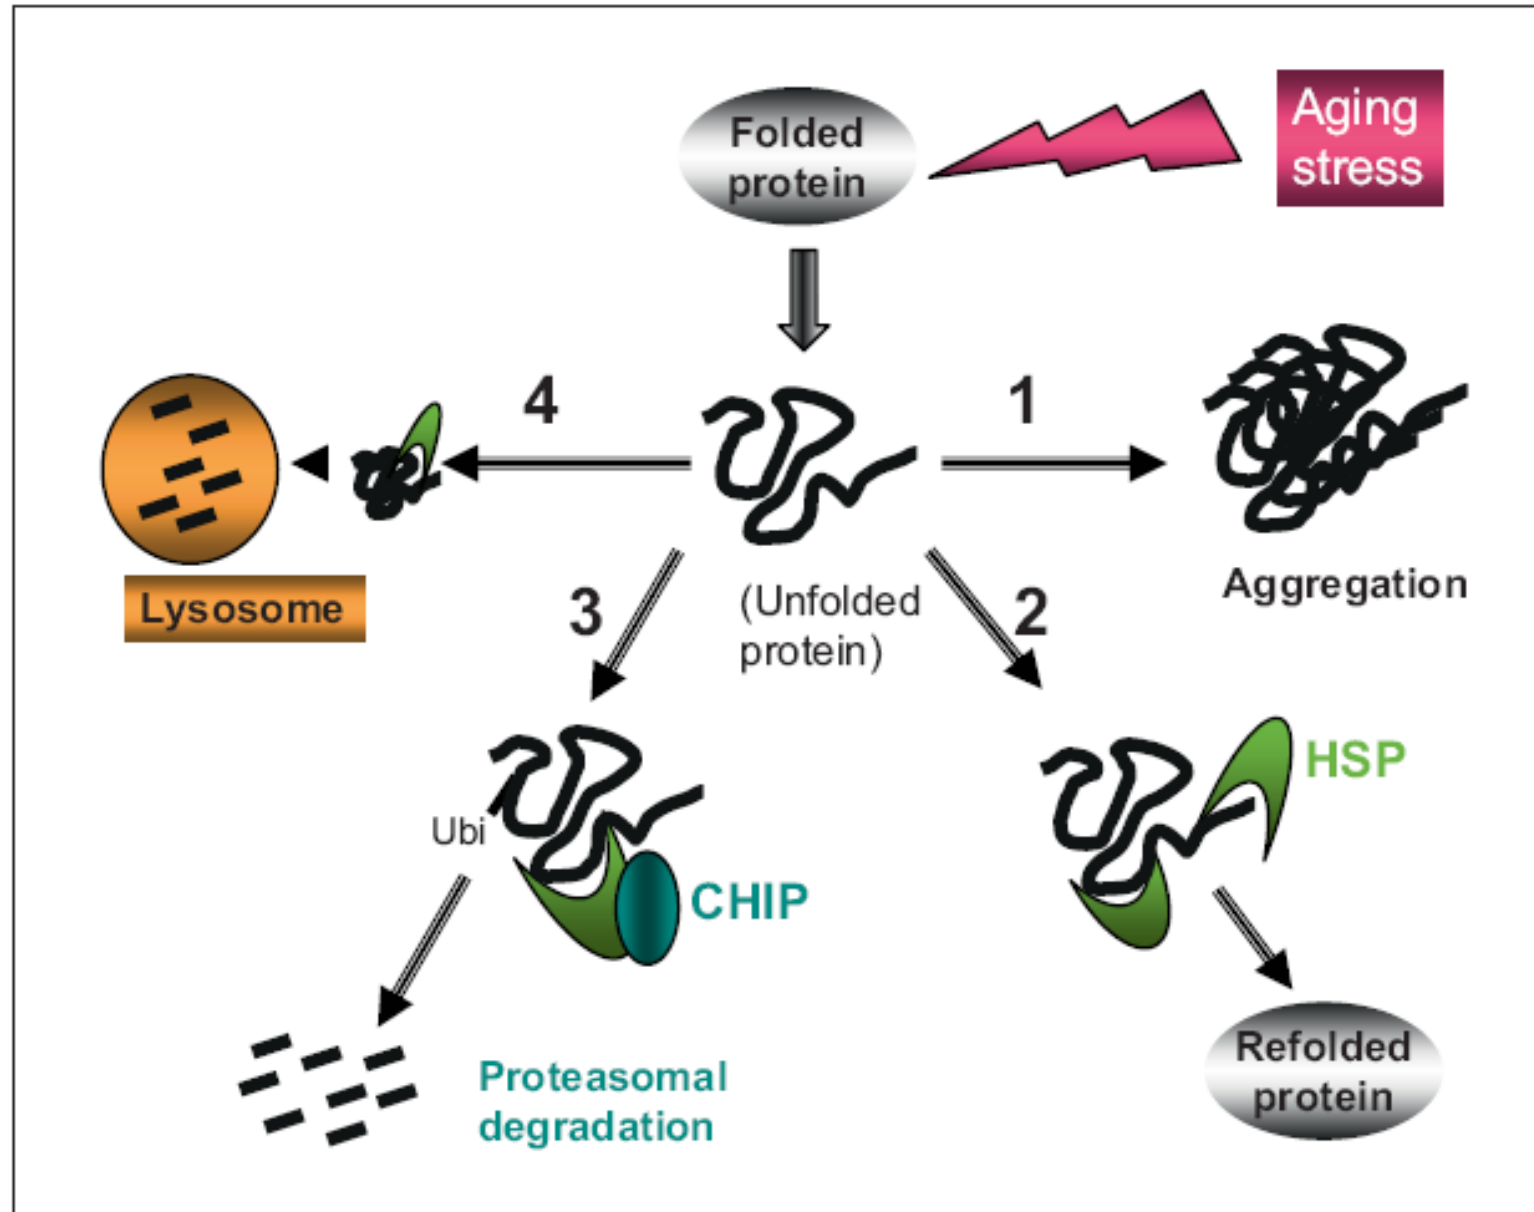 Folded
protein
Aging
stress
4
1
Lysosome
Aggregation
3
(Unfolded
protein)
2
HSP
Ubi
CHIP
Proteasomal
degradation
Refolded
protein